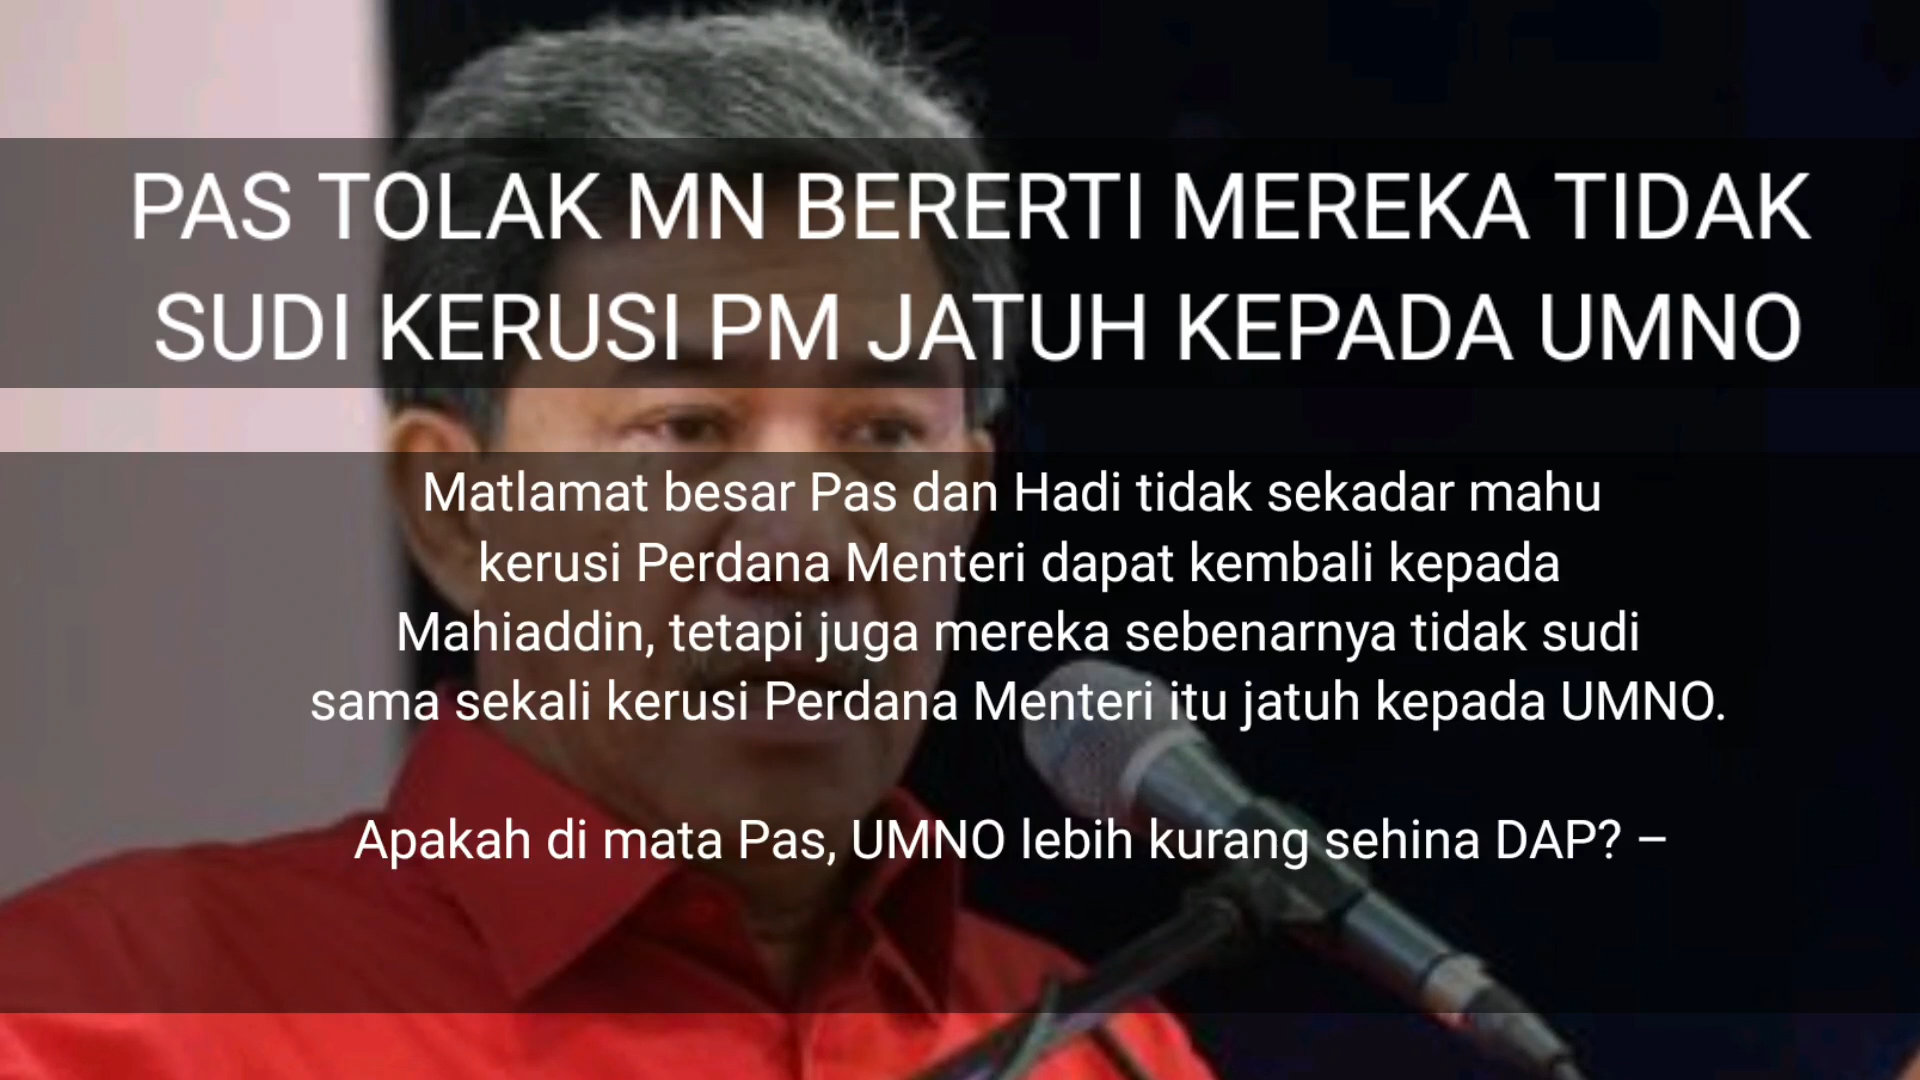 PAS TOLAK MN BERERTI MEREKA TIDAK
SUDI KERUSI PM JATUH KEPADA UMNO
Matlamat besar Pas dan Hadi tidak sekadar mahu
kerusi Perdana Menteri dapat kembali kepada
Mahiaddin, tetapi juga mereka sebenarnya tidak sudi
sama sekali kerusi Perdana Menteri itu jatuh kepada UMNO.
Apakah di mata Pas, UMNO lebih kurang sehina DAP? –